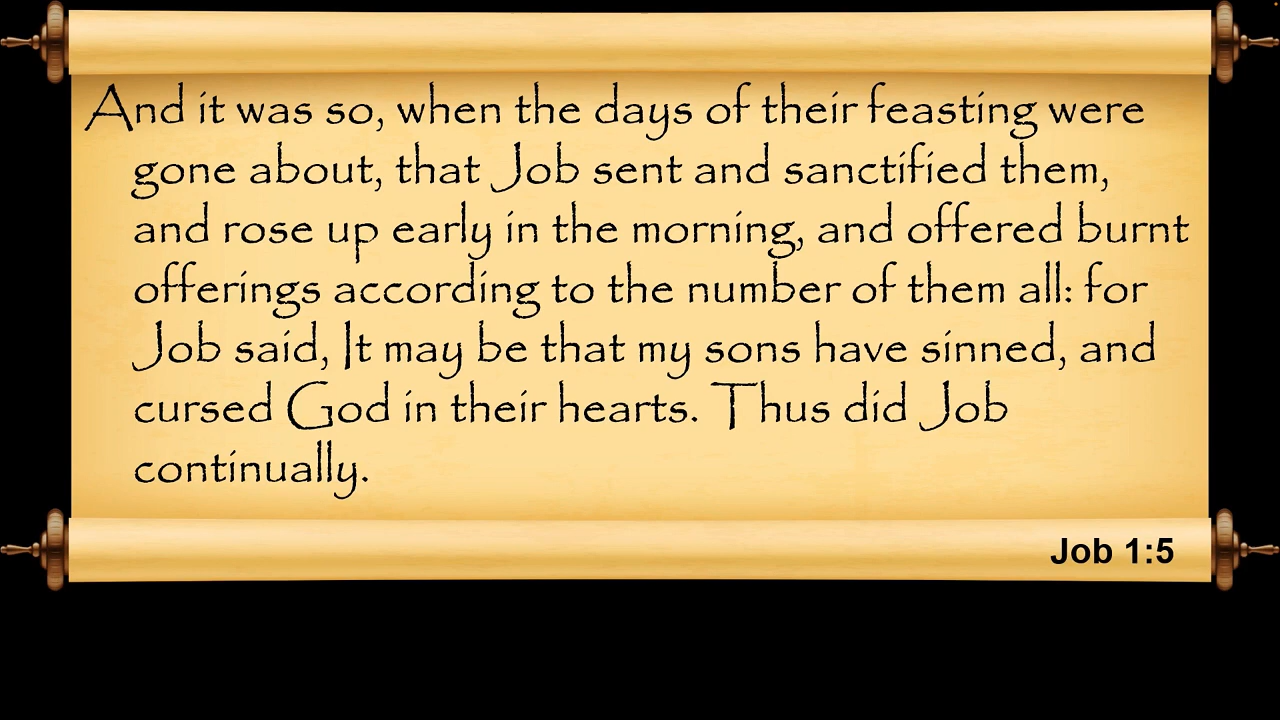 And it was so, when the days of their feasting were
gone about, that Job sent and sanctified them,
and rose up early in the morning, and offered burnt
offerings according to the number of them all: for
Job said, It may be that my sons have sinned, and
cursed God in their hearts. Thus did Job
continually.
Job 1:5